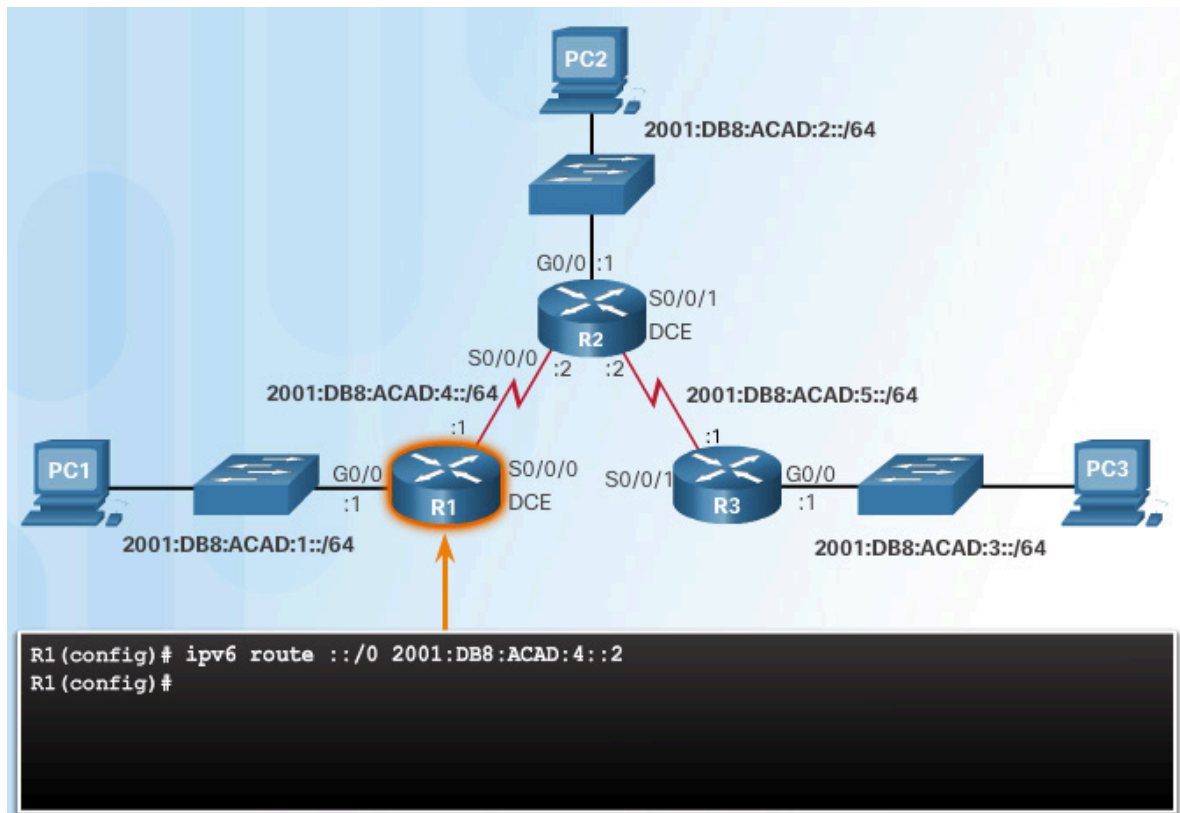 PC2
2001:DB8:ACAD:2::/64
G0/0 :1
S0/0/1
R2
DCE
S0/0/0
:2
:2
2001:DB8:ACAD:4::/64
2001:DB8:ACAD:5::/64
:1
:1
PC1
G0/0
:1
R1
S0/0/0
DCE
S0/0/1
R3
G0/0
:1
PC3
2001:DB8:ACAD:1::/64
2001:DB8:ACAD:3::/64
R1(config)# ipv6 route ::/0 2001:DB8:ACAD:4::2
R1(config)#